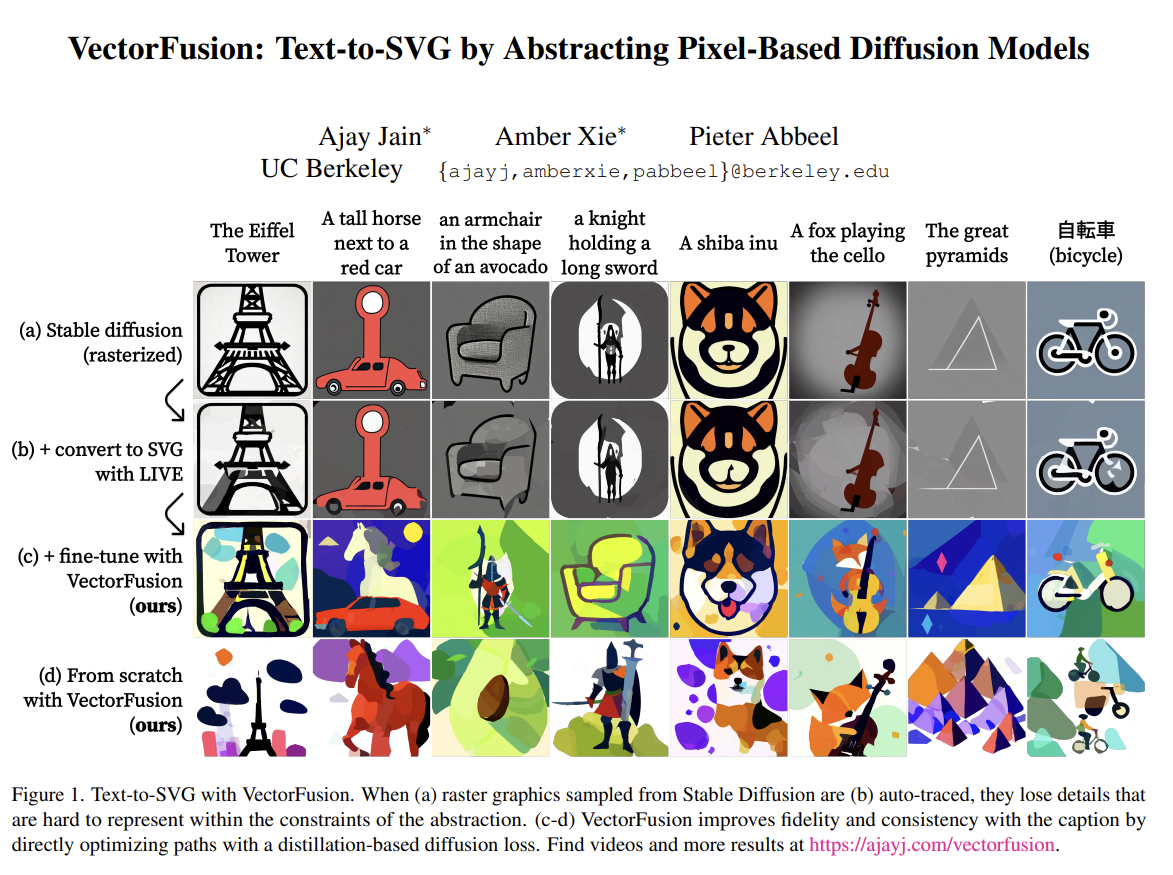 VectorFusion: Text-to-SVG by Abstracting Pixel-Based Diffusion Models
Ajay Jain* Amber Xie* Pieter Abbeel
UC Berkeley {ajayj,amberxie,pabbeel}@berkeley.edu
The Eiffel
Tower
A tall horse
next to a
red car
an armchair
in the shape
of an avocado
a knight
holding a
long sword
A shiba inu
A fox playing
the cello
The great
pyramids
自転車
(bicycle)
(a) Stable diffusion
(rasterized)
(b) + convert to SVG
with LIVE
(c) + fine-tune with
VectorFusion
(ours)
(d) From scratch
with VectorFusion
(ours)
Figure 1. Text-to-SVG with VectorFusion. When (a) raster graphics sampled from Stable Diffusion are (b) auto-traced, they lose details that
are hard to represent within the constraints of the abstraction. (c-d) VectorFusion improves fidelity and consistency with the caption by
directly optimizing paths with a distillation-based diffusion loss. Find videos and more results at https://ajayj.com/vectorfusion.